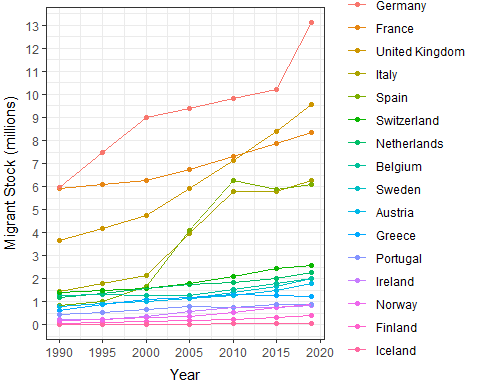 Migrant Stock (millions)
13
12
11
10
9
8
7
6
5
4
3
2
1
0
1990
1995
2000
2005
2010
2015
2020
Year
Germany
France
United Kingdom
Italy
Spain
Switzerland
Netherlands
Belgium
Sweden
Austria
Greece
Portugal
Ireland
Norway
Finland
Iceland